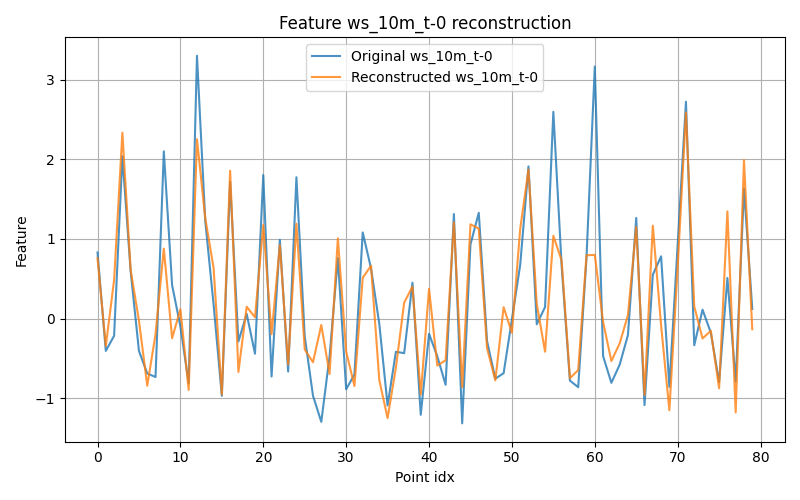 Feature ws_10m_t-0 reconstruction
Original ws_10m_t-0
Reconstructed ws_10m_t-0
Feature
3
2
1
0
−1
0 10 20 30 40 50 60 70 80
Point idx